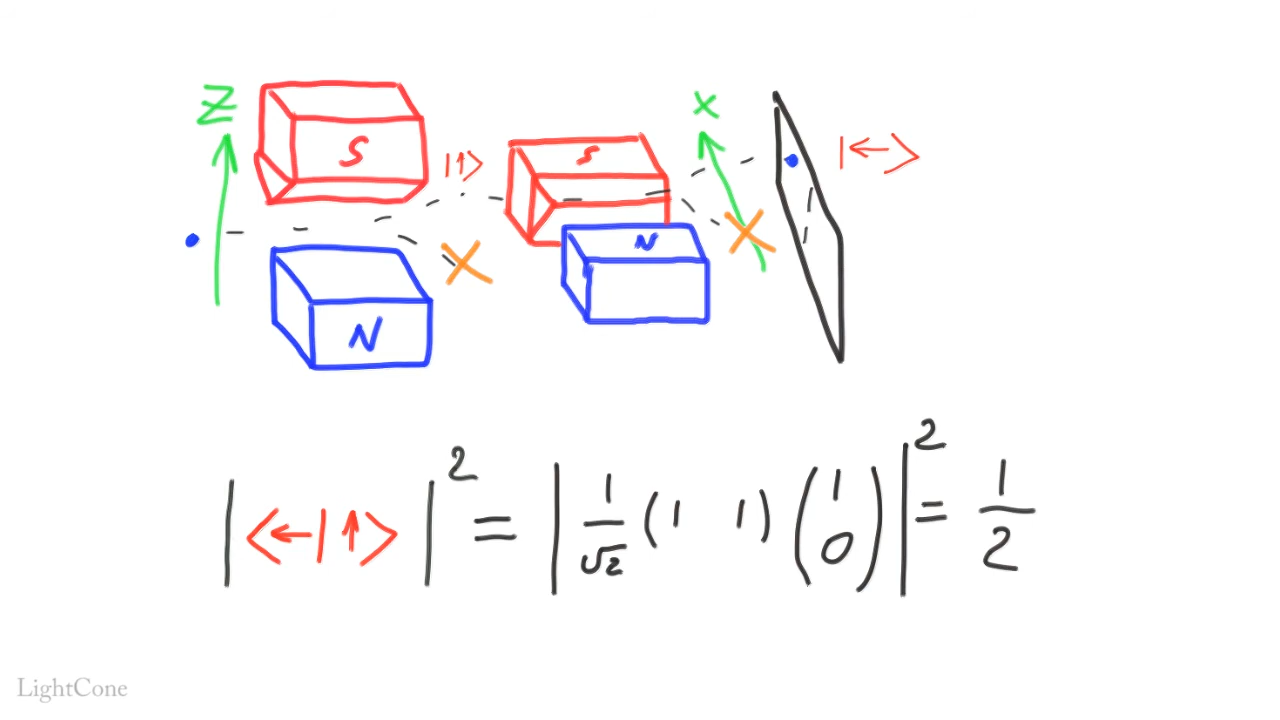 Z
S
|↑⟩
S
x
|←⟩
N
N
|⟨←|↑⟩|² = |1/√2 (1 1) (1 0)|² = 1/2
LightCone